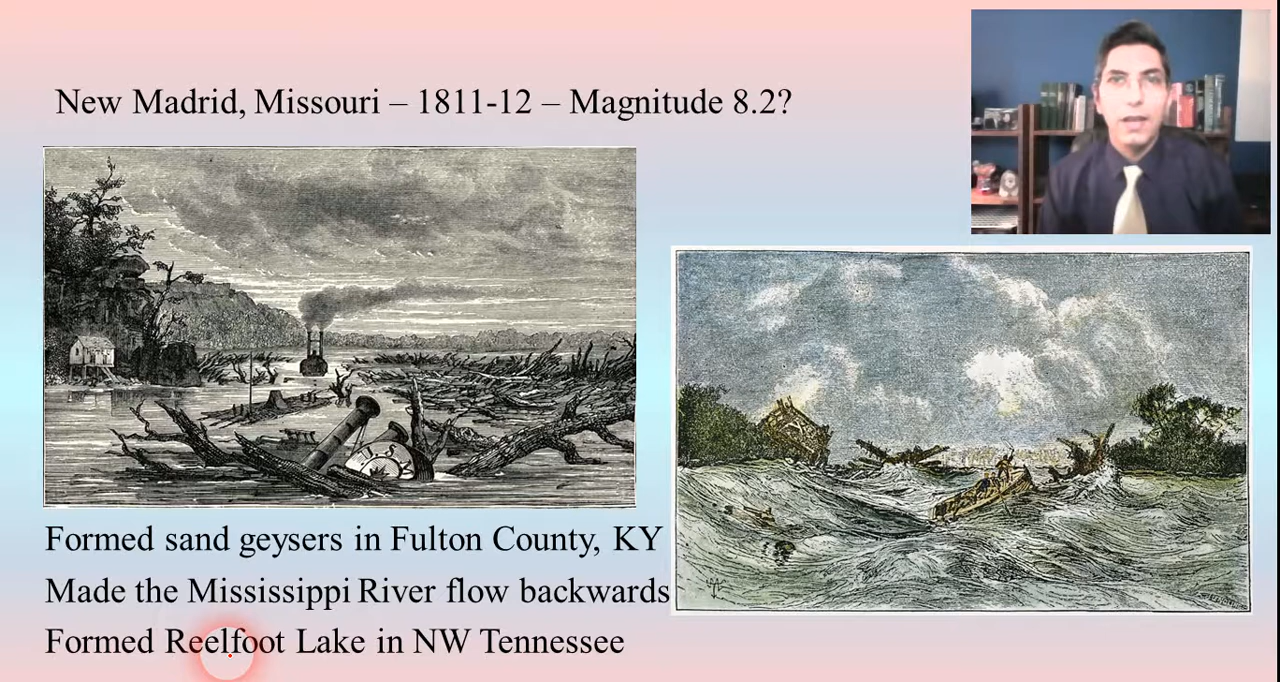 New Madrid, Missouri – 1811-12 – Magnitude 8.2?
Formed sand geysers in Fulton County, KY
Made the Mississippi River flow backwards
Formed Reelfoot Lake in NW Tennessee